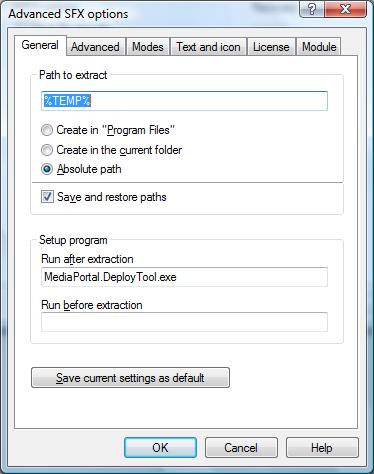 Advanced SFX options
General Advanced Modes Text and icon License Module
Path to extract
%TEMP%
Create in "Program Files"
Create in the current folder
Absolute path
Save and restore paths
Setup program
Run after extraction
MediaPortal.DeployTool.exe
Run before extraction
Save current settings as default
OK Cancel Help